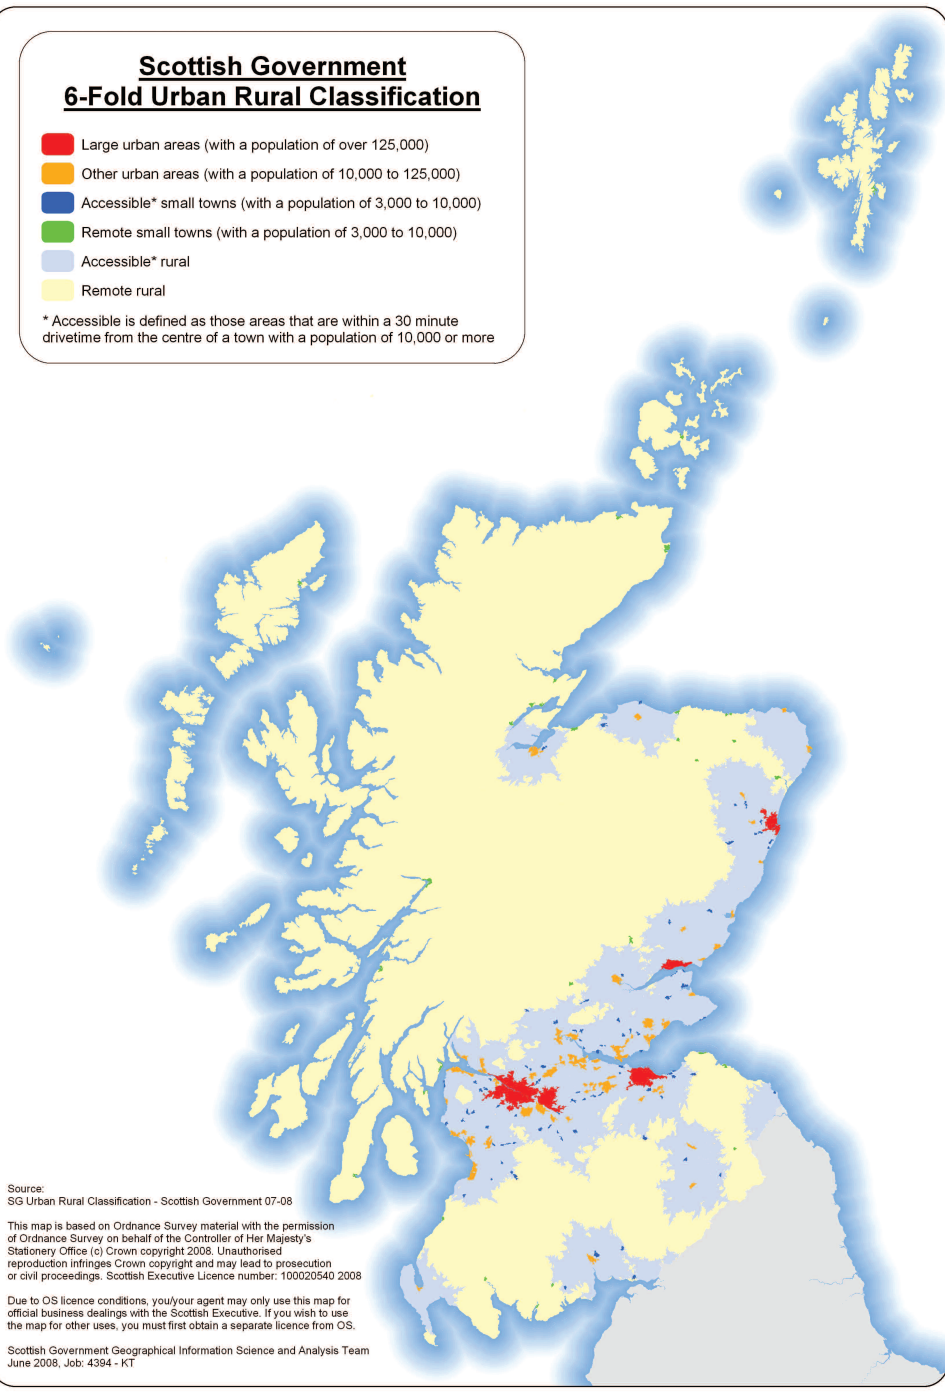 Scottish Government
6-Fold Urban Rural Classification
Large urban areas (with a population of over 125,000)
Other urban areas (with a population of 10,000 to 125,000)
Accessible* small towns (with a population of 3,000 to 10,000)
Remote small towns (with a population of 3,000 to 10,000)
Accessible* rural
Remote rural
* Accessible is defined as those areas that are within a 30 minute
drivetime from the centre of a town with a population of 10,000 or more
Source:
SG Urban Rural Classification - Scottish Government 07-08
This map is based on Ordnance Survey material with the permission
of Ordnance Survey on behalf of the Controller of Her Majesty's
Stationery Office (c) Crown copyright 2008. Unauthorised
reproduction infringes Crown copyright and may lead to prosecution
or civil proceedings. Scottish Executive Licence number: 100020540 2008
Due to OS licence conditions, you/your agent may only use this map for
official business dealings with the Scottish Executive. If you wish to use
the map for other uses, you must first obtain a separate licence from OS.
Scottish Government Geographical Information Science and Analysis Team
June 2008, Job: 4394 - KT